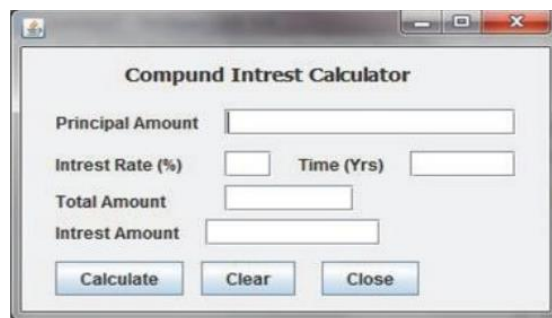 Compund Intrest Calculator
Principal Amount
Intrest Rate (%) Time (Yrs)
Total Amount
Intrest Amount
Calculate Clear Close